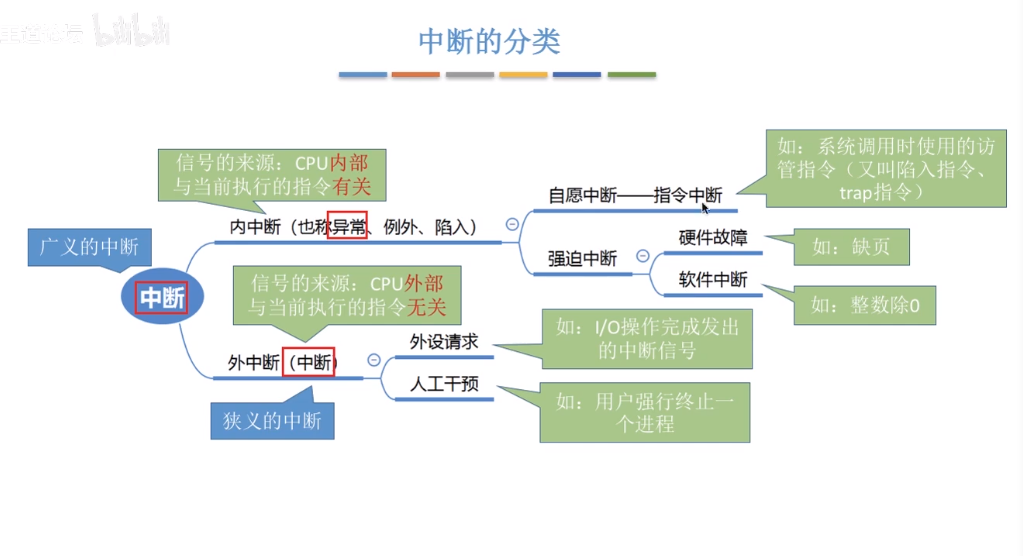 中断的分类
如：系统调用时使用的访
管指令（又叫陷入指令、
trap指令）
信号的来源：CPU内部
与当前执行的指令有关
自愿中断——指令中断
内中断（也称异常、例外、陷入）
硬件故障
如：缺页
广义的中断
强迫中断
软件中断
如：整数除0
中断
信号的来源：CPU外部
与当前执行的指令无关
外设请求
如：I/O操作完成发出
的中断信号
外中断（中断）
人工干预
如：用户强行终止一
个进程
狭义的中断